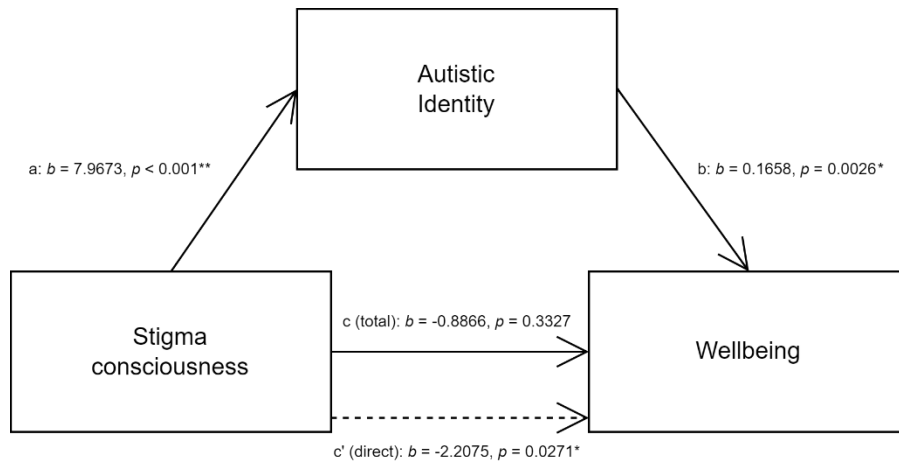 Autistic
Identity
a: b = 7.9673, p < 0.001**
b: b = 0.1658, p = 0.0026*
Stigma
consciousness
c (total): b = -0.8866, p = 0.3327
Wellbeing
c' (direct): b = -2.2075, p = 0.0271*